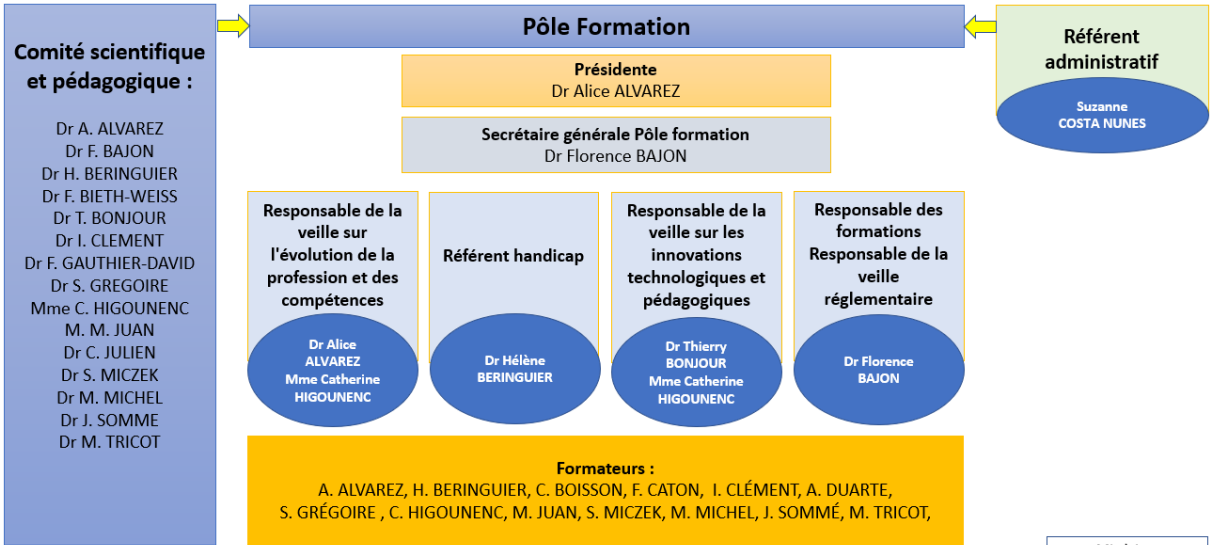 Comité scientifique
et pédagogique :
Dr A. ALVAREZ
Dr F. BAJON
Dr H. BERINGUIER
Dr F. BIETH-WEISS
Dr T. BONJOUR
Dr I. CLEMENT
Dr F. GAUTHIER-DAVID
Dr S. GREGOIRE
Mme C. HIGOUNENC
M. M. JUAN
Dr C. JULIEN
Dr S. MICZEK
Dr M. MICHEL
Dr J. SOMME
Dr M. TRICOT
Pôle Formation
Présidente
Dr Alice ALVAREZ
Secrétaire générale Pôle formation
Dr Florence BAJON
Référent
administratif
Suzanne
COSTA NUNES
Responsable de la
veille sur
l'évolution de la
profession et des
compétences
Dr Alice
ALVAREZ
Mme Catherine
HIGOUNENC
Référent handicap
Dr Hélène
BERINGUIER
Responsable de la
veille sur les
innovations
technologiques et
pédagogiques
Dr Thierry
BONJOUR
Mme Catherine
HIGOUNENC
Responsable des
formations
Responsable de la
veille
réglementaire
Dr Florence
BAJON
Formateurs :
A. ALVAREZ, H. BERINGUIER, C. BOISSON, F. CATON, I. CLÉMENT, A. DUARTE,
S. GRÉGOIRE , C. HIGOUNENC, M. JUAN, S. MICZEK, M. MICHEL, J. SOMMÉ, M. TRICOT,